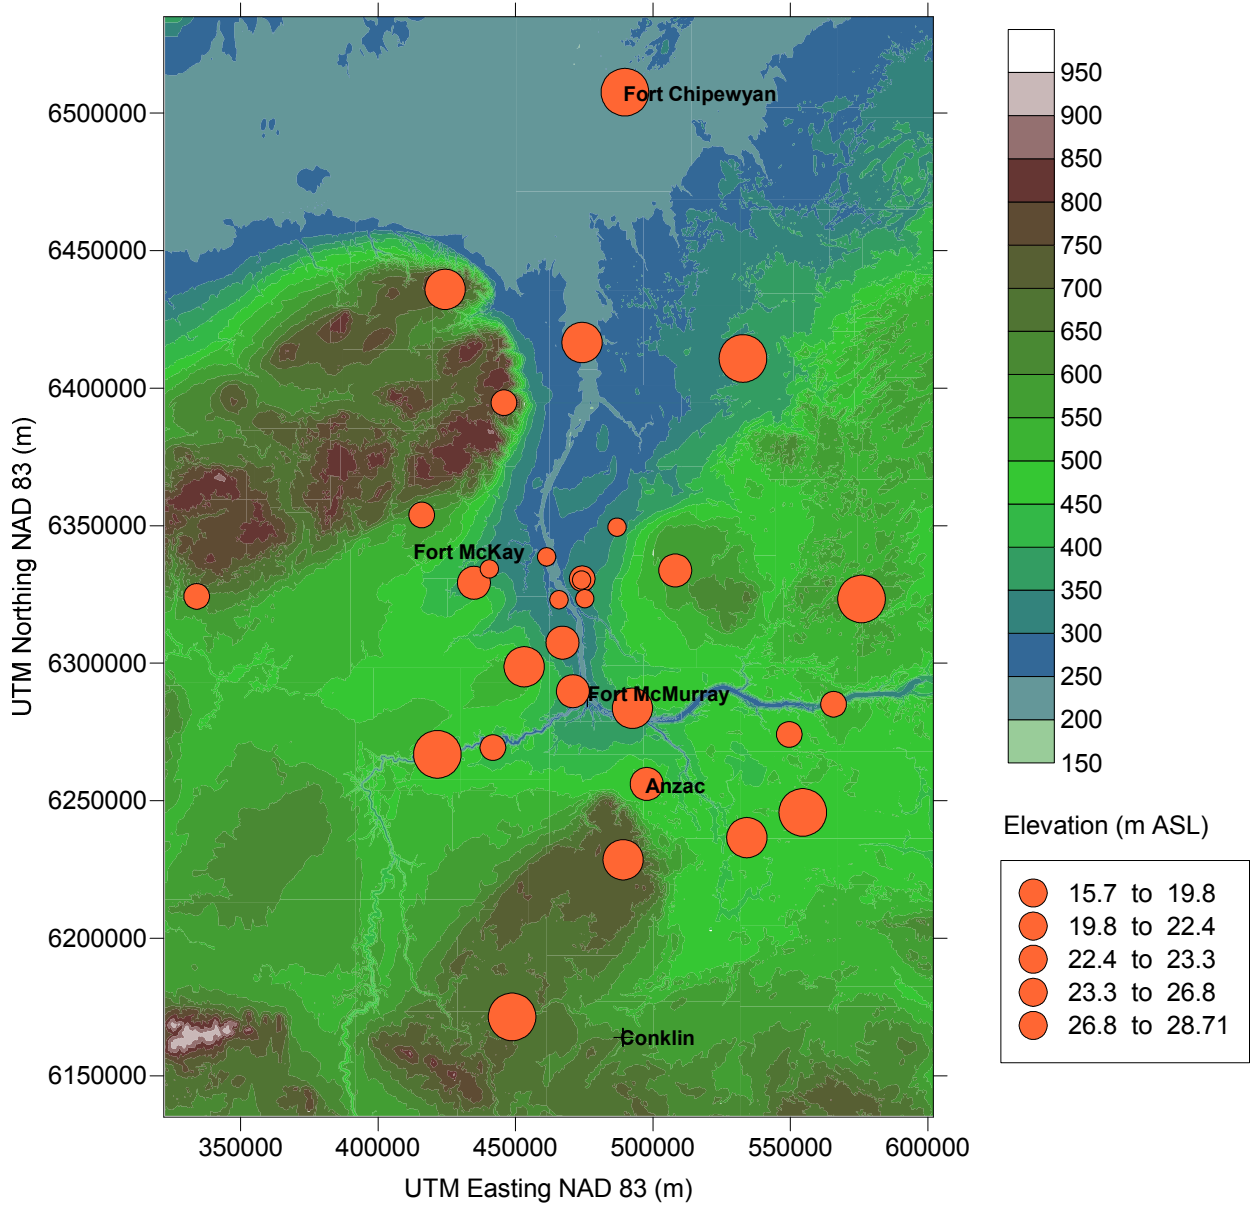 Fort Chipewyan
Fort McKay
Fort McMurray
Anzac
Conklin
6500000
6450000
6400000
6350000
6300000
6250000
6200000
6150000
UTM Northing NAD 83 (m)
350000 400000 450000 500000 550000 600000
UTM Easting NAD 83 (m)
950
900
850
800
750
700
650
600
550
500
450
400
350
300
250
200
150
Elevation (m ASL)
15.7 to 19.8
19.8 to 22.4
22.4 to 23.3
23.3 to 26.8
26.8 to 28.71